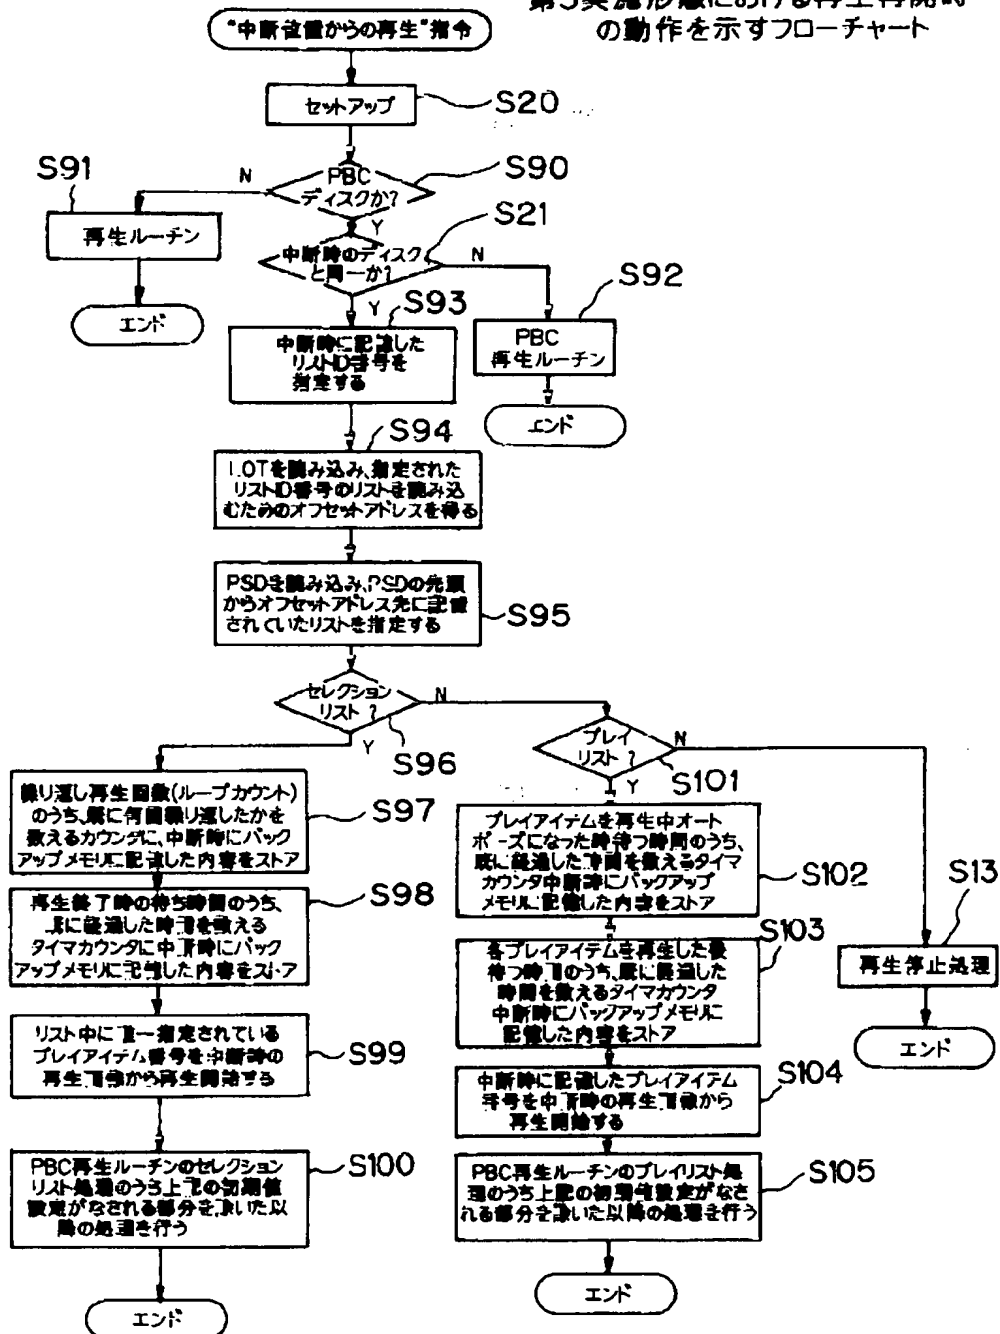 第5実施形態における再生再開時
の動作を示すフローチャート
"中断位置からの再生"指令
セットアップ
S20
PBC
ディスクか?
S90
N
Y
S91
再生ルーチン
エンド
中断時のディスク
と同一か?
S21
N
Y
S92
PBC
再生ルーチン
エンド
S93
中断時に記憶した
リストID番号を
指定する
S94
LOTを読み込み、指定された
リストID番号のリストを読み込
むためのオフセットアドレスを得る
PSDを読み込み、PSDの先頭
からオフセットアドレス先に記憶
されていたリストを指定する
S95
セレクション
リスト?
N
Y
S96
プレイ
リスト?
N
Y
S101
繰り返し再生回数(ループカウント)
のうち、既に何回繰り返したかを
数えるカウンタに、中断時にバック
アップメモリに記憶した内容をストア
S97
再生終了時の待ち時間のうち、
既に経過した時間を数える
タイマカウンタに中断時にバック
アップメモリに記憶した内容をストア
S98
リスト中に唯一指定されている
プレイアイテム番号を中断時の
再生画像から再生開始する
S99
PBC再生ルーチンのセレクション
リスト処理のうち上記の初期値
設定がなされる部分を除いた以
降の処理を行う
S100
エンド
プレイアイテムを再生中オート
ポーズになった時待つ時間のうち、
既に経過した時間を数えるタイマ
カウンタ中断時にバックアップ
メモリに記憶した内容をストア
S102
各プレイアイテムを再生した後
待つ時間のうち、既に経過した
時間を数えるタイマカウンタ
中断時にバックアップメモリに
記憶した内容をストア
S103
中断時に記憶したプレイアイテム
番号を中断時の再生画像から
再生開始する
S104
PBC再生ルーチンのプレイリスト処
理のうち上記の初期値設定がなさ
れる部分を除いた以降の処理を行う
S105
エンド
S13
再生停止処理
エンド